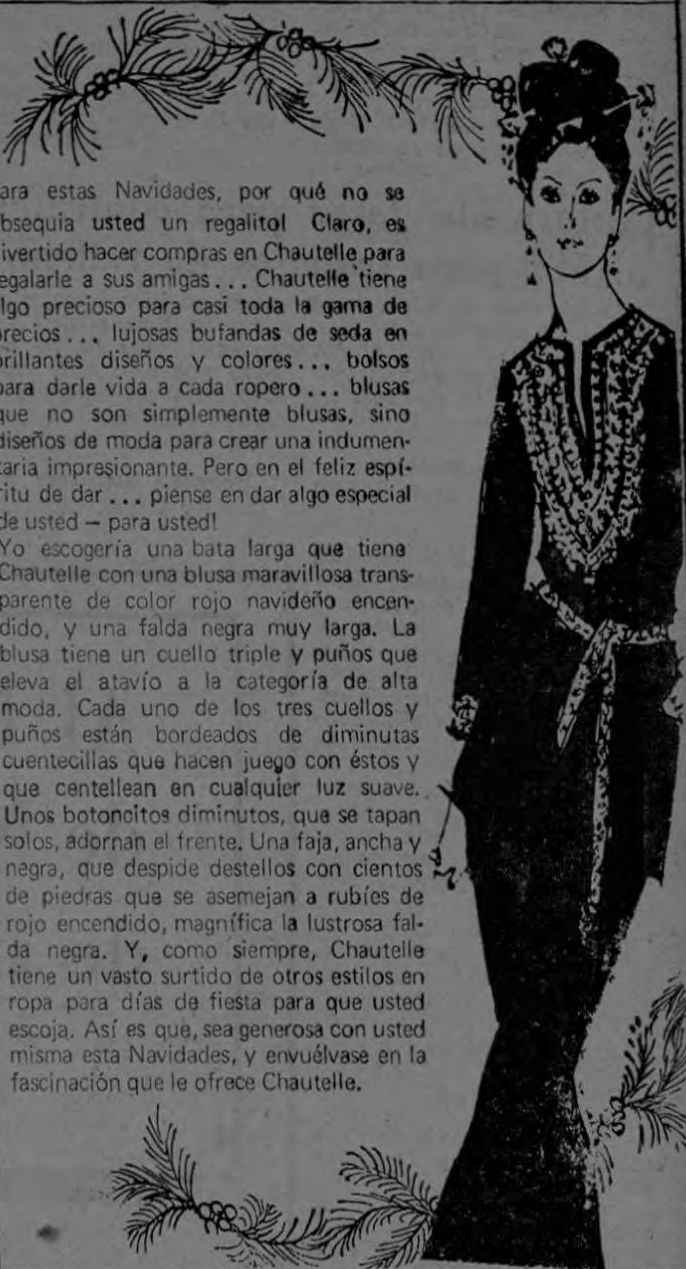 ara estas Navidades, por qué no se
bsequia usted un regalitol Claro, es
ivertido hacer compras en Chautelle para
egalarle a sus amigas... Chautelle tiene
lgo precioso para casi toda la gama de
recios... lujosas bufandas de seda en
rillantes diseños y colores... bolsos
para darle vida a cada ropero... blusas
que no son simplemente blusas, sino
diseños de moda para crear una indumen-
taria impresionante. Pero en el feliz espí-
ritu de dar... piense en dar algo especial
de usted — para usted!
Yo escogería una bata larga que tiene
Chautelle con una blusa maravillosa trans-
parente de color rojo navideño encen-
dido, y una falda negra muy larga. La
blusa tiene un cuello triple y puños que
eleva el atavío a la categoría de alta
moda. Cada uno de los tres cuellos y
puños están bordeados de diminutas
cuentecillas que hacen juego con éstos y
que centellean en cualquier luz suave.
Unos botoncitos diminutos, que se tapan
solos, adornan el frente. Una faja, ancha y
negra, que despide destellos con cientos
de piedras que se asemejan a rubíes de
rojo encendido, magnífica la lustrosa fal-
da negra. Y, como siempre, Chautelle
tiene un vasto surtido de otros estilos en
ropa para días de fiesta para que usted
escoja. Así es que, sea generosa con usted
misma esta Navidades, y envuélvase en la
fascinación que le ofrece Chautelle.